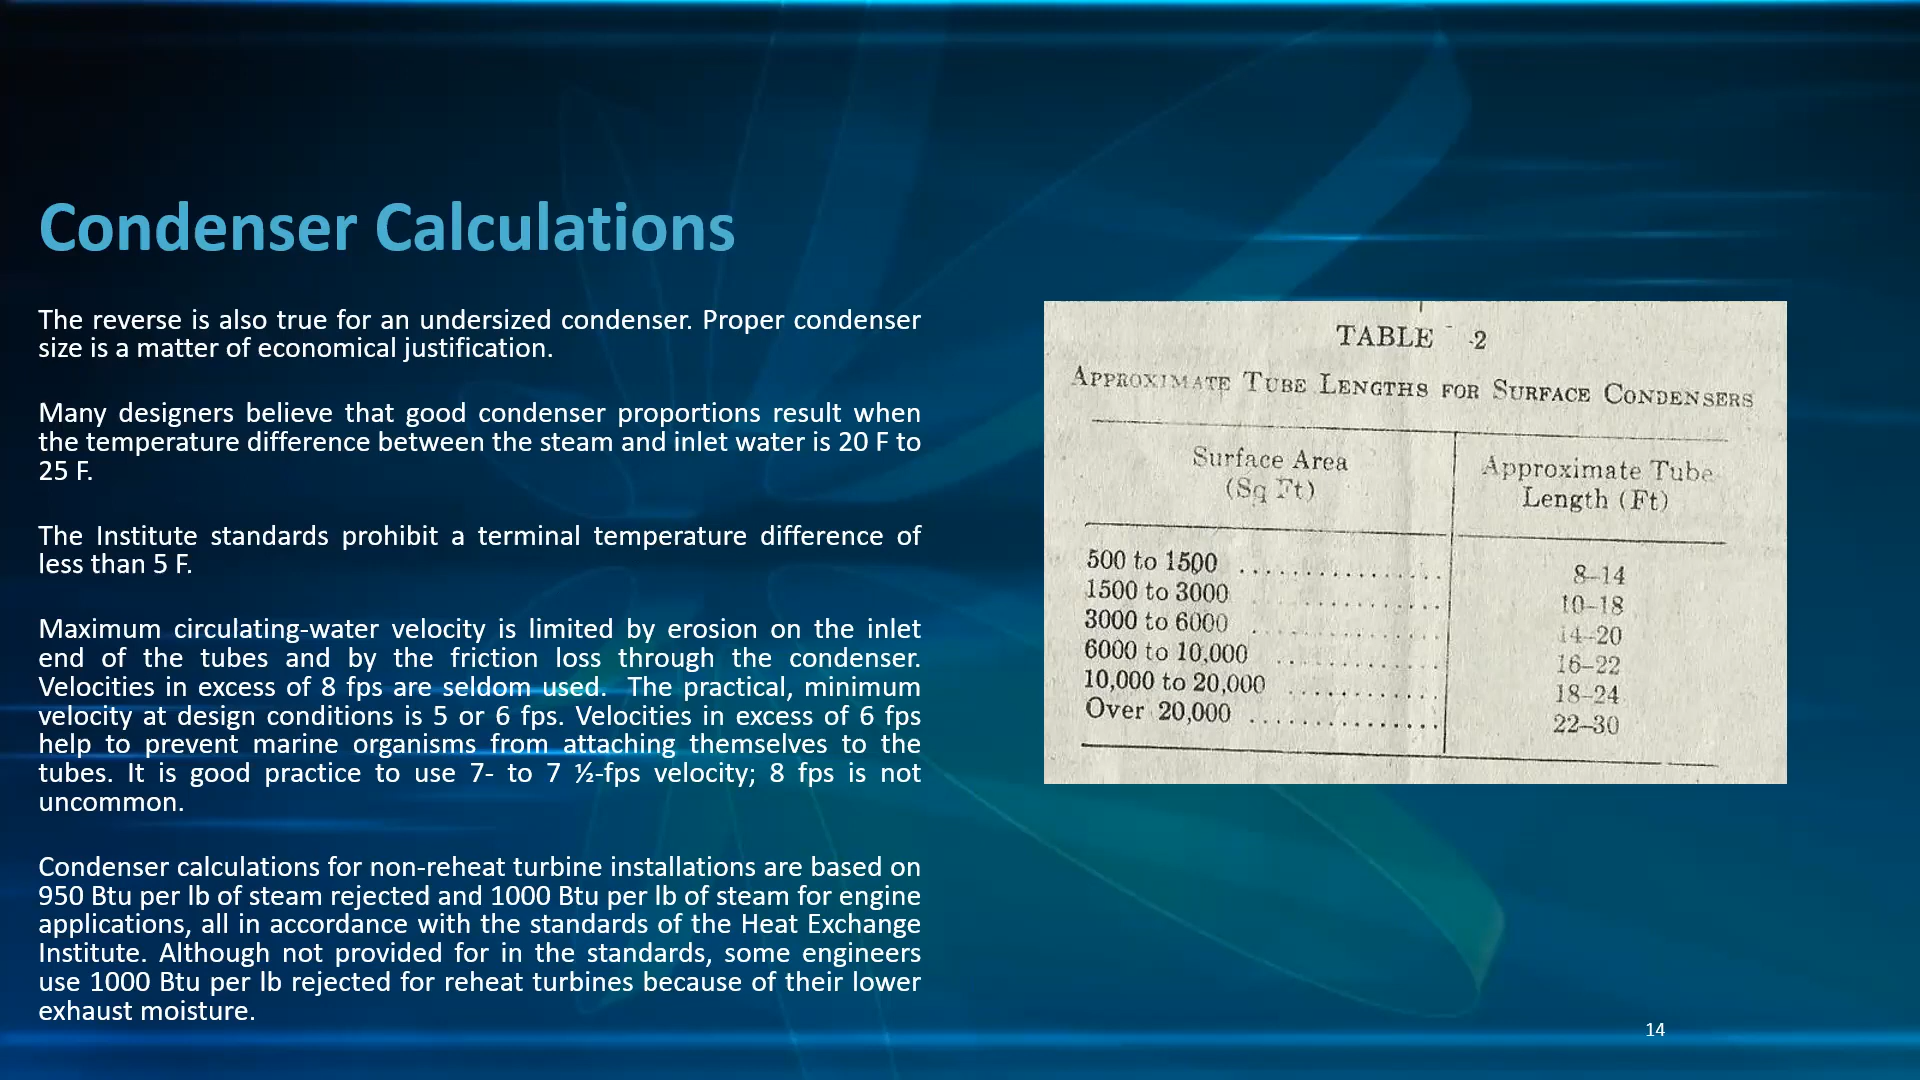 Condenser Calculations
The reverse is also true for an undersized condenser. Proper condenser
size is a matter of economical justification.
Many designers believe that good condenser proportions result when
the temperature difference between the steam and inlet water is 20 F to
25 F.
The Institute standards prohibit a terminal temperature difference of
less than 5 F.
Maximum circulating-water velocity is limited by erosion on the inlet
end of the tubes and by the friction loss through the condenser.
Velocities in excess of 8 fps are seldom used. The practical, minimum
velocity at design conditions is 5 or 6 fps. Velocities in excess of 6 fps
help to prevent marine organisms from attaching themselves to the
tubes. It is good practice to use 7- to 7 ½-fps velocity; 8 fps is not
uncommon.
Condenser calculations for non-reheat turbine installations are based on
950 Btu per lb of steam rejected and 1000 Btu per lb of steam for engine
applications, all in accordance with the standards of the Heat Exchange
Institute. Although not provided for in the standards, some engineers
use 1000 Btu per lb rejected for reheat turbines because of their lower
exhaust moisture.
TABLE -2
APPROXIMATE TUBE LENGTHS FOR SURFACE CONDENSERS
Surface Area
(Sq Ft)
Approximate Tube
Length (Ft)
500 to 1500 ................ 8–14
1500 to 3000 .............. 10–18
3000 to 6000 .............. 14–20
6000 to 10,000 ............ 16–22
10,000 to 20,000 ........... 18–24
Over 20,000 ............... 22–30
14